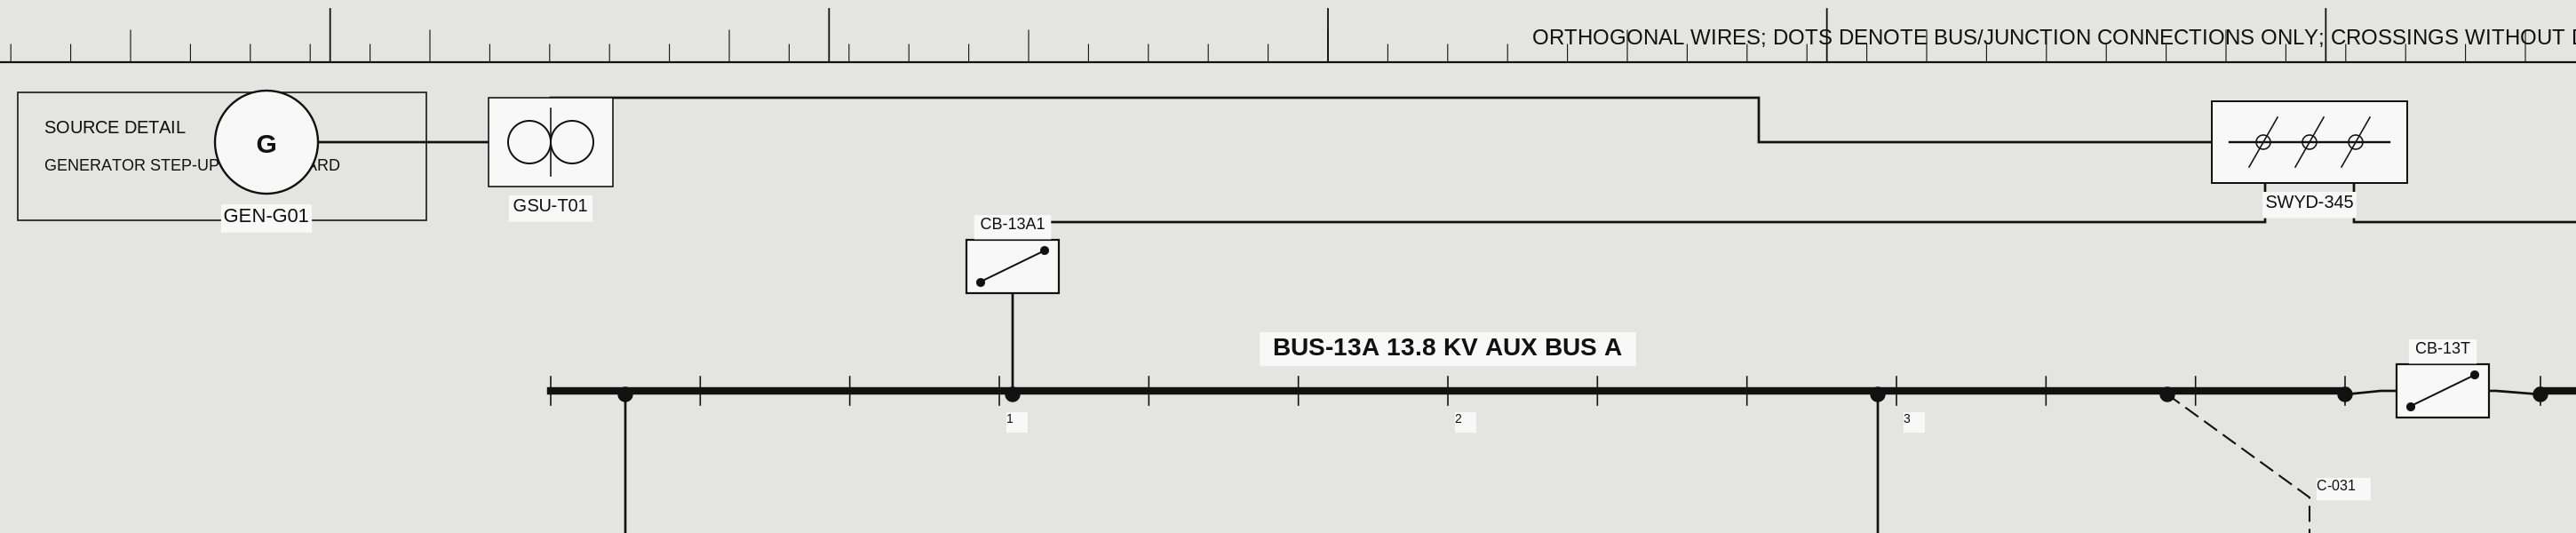 ORTHOGONAL WIRES; DOTS DENOTE BUS/JUNCTION CONNECTIONS ONLY; CROSSINGS WITHOUT
SOURCE DETAIL
G
GENERATOR STEP-UP
GEN-G01
GSU-T01
SWYD-345
CB-13A1
BUS-13A 13.8 KV AUX BUS A
CB-13T
1
2
3
C-031